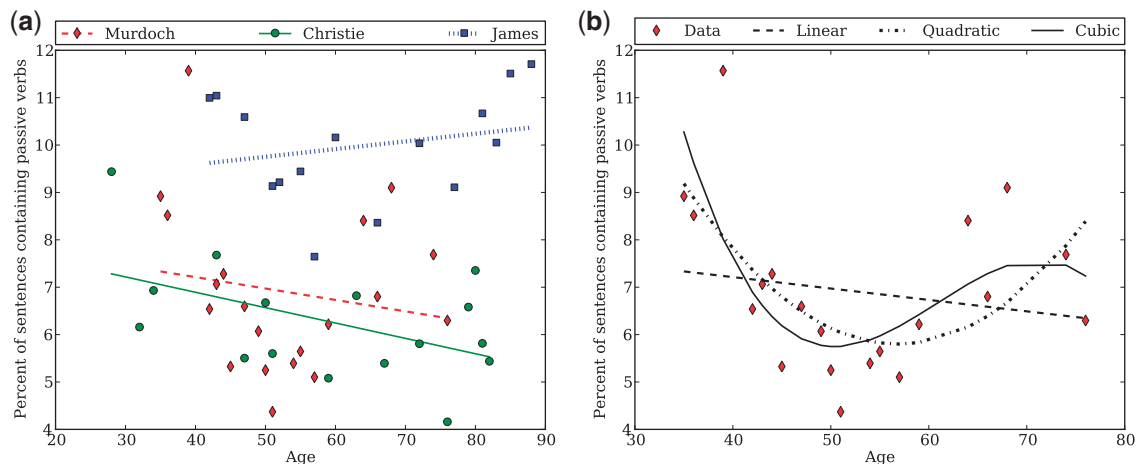 (a)
Murdoch Christie James
Percent of sentences containing passive verbs
12
11
10
9
8
7
6
5
4
20 30 40 50 60 70 80 90
Age
(b)
Data Linear Quadratic Cubic
Percent of sentences containing passive verbs
12
11
10
9
8
7
6
5
4
30 40 50 60 70 80
Age